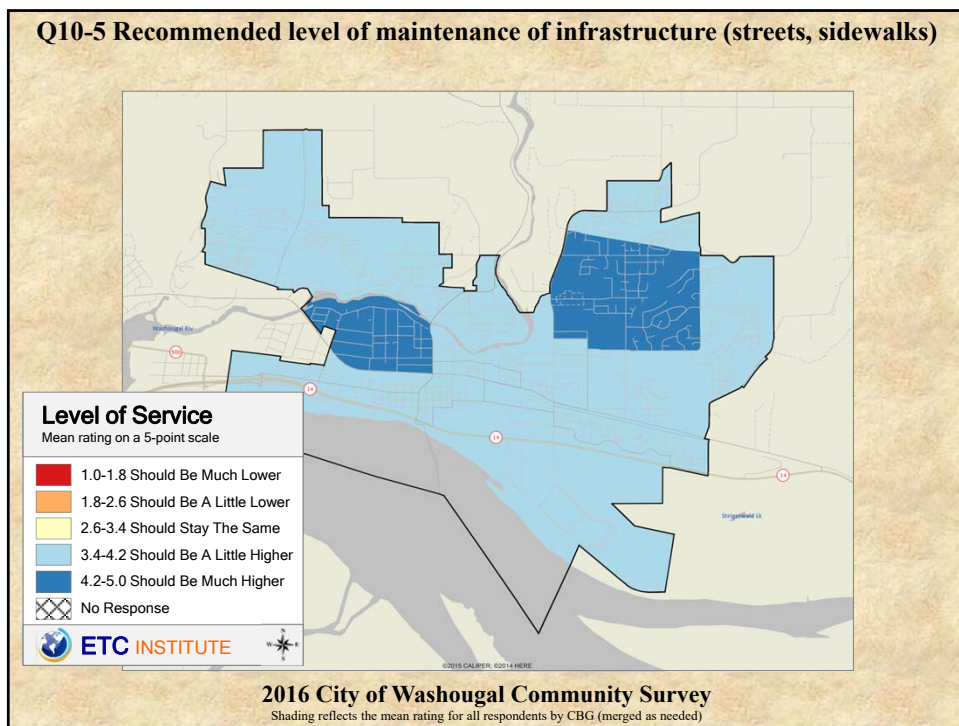 Q10-5 Recommended level of maintenance of infrastructure (streets, sidewalks)
Washougal Riv
500
14
14
14
Steigerwald Lk
Level of Service
Mean rating on a 5-point scale
1.0-1.8 Should Be Much Lower
1.8-2.6 Should Be A Little Lower
2.6-3.4 Should Stay The Same
3.4-4.2 Should Be A Little Higher
4.2-5.0 Should Be Much Higher
No Response
ETC INSTITUTE
N
W E
S
©2015 CALIPER; ©2014 HERE
2016 City of Washougal Community Survey
Shading reflects the mean rating for all respondents by CBG (merged as needed)